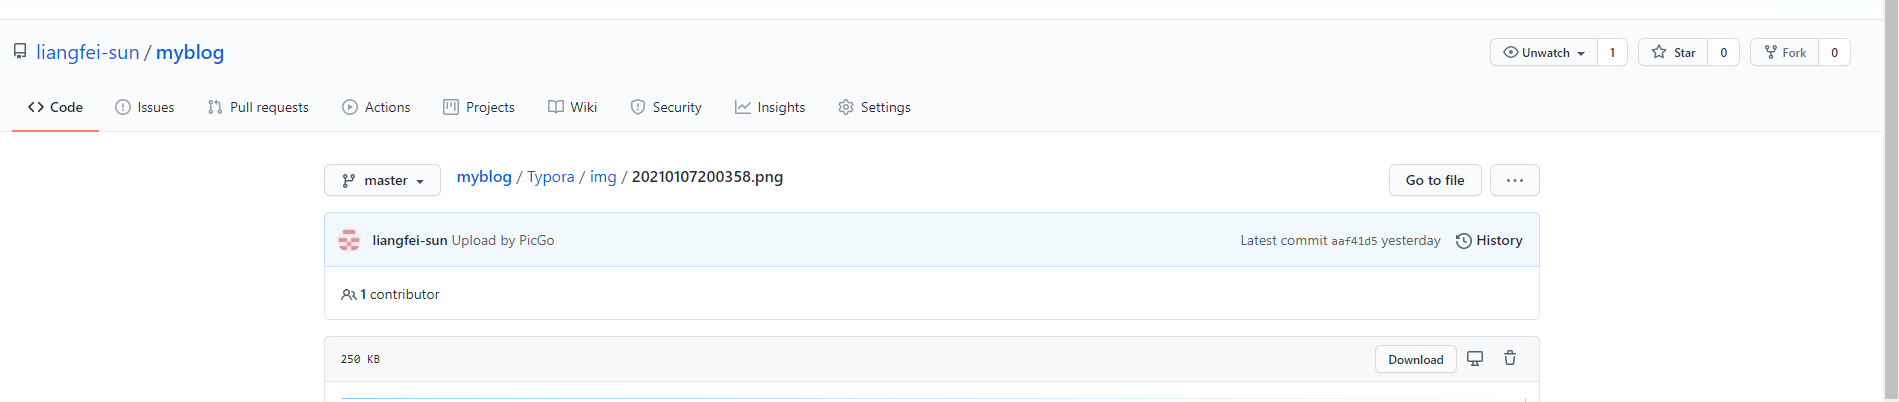 liangfei-sun / myblog
Unwatch 1 Star 0 Fork 0
Code Issues Pull requests Actions Projects Wiki Security Insights Settings
master myblog / Typora / img / 20210107200358.png Go to file ...
liangfei-sun Upload by PicGo Latest commit aaf41d5 yesterday History
1 contributor
250 KB Download